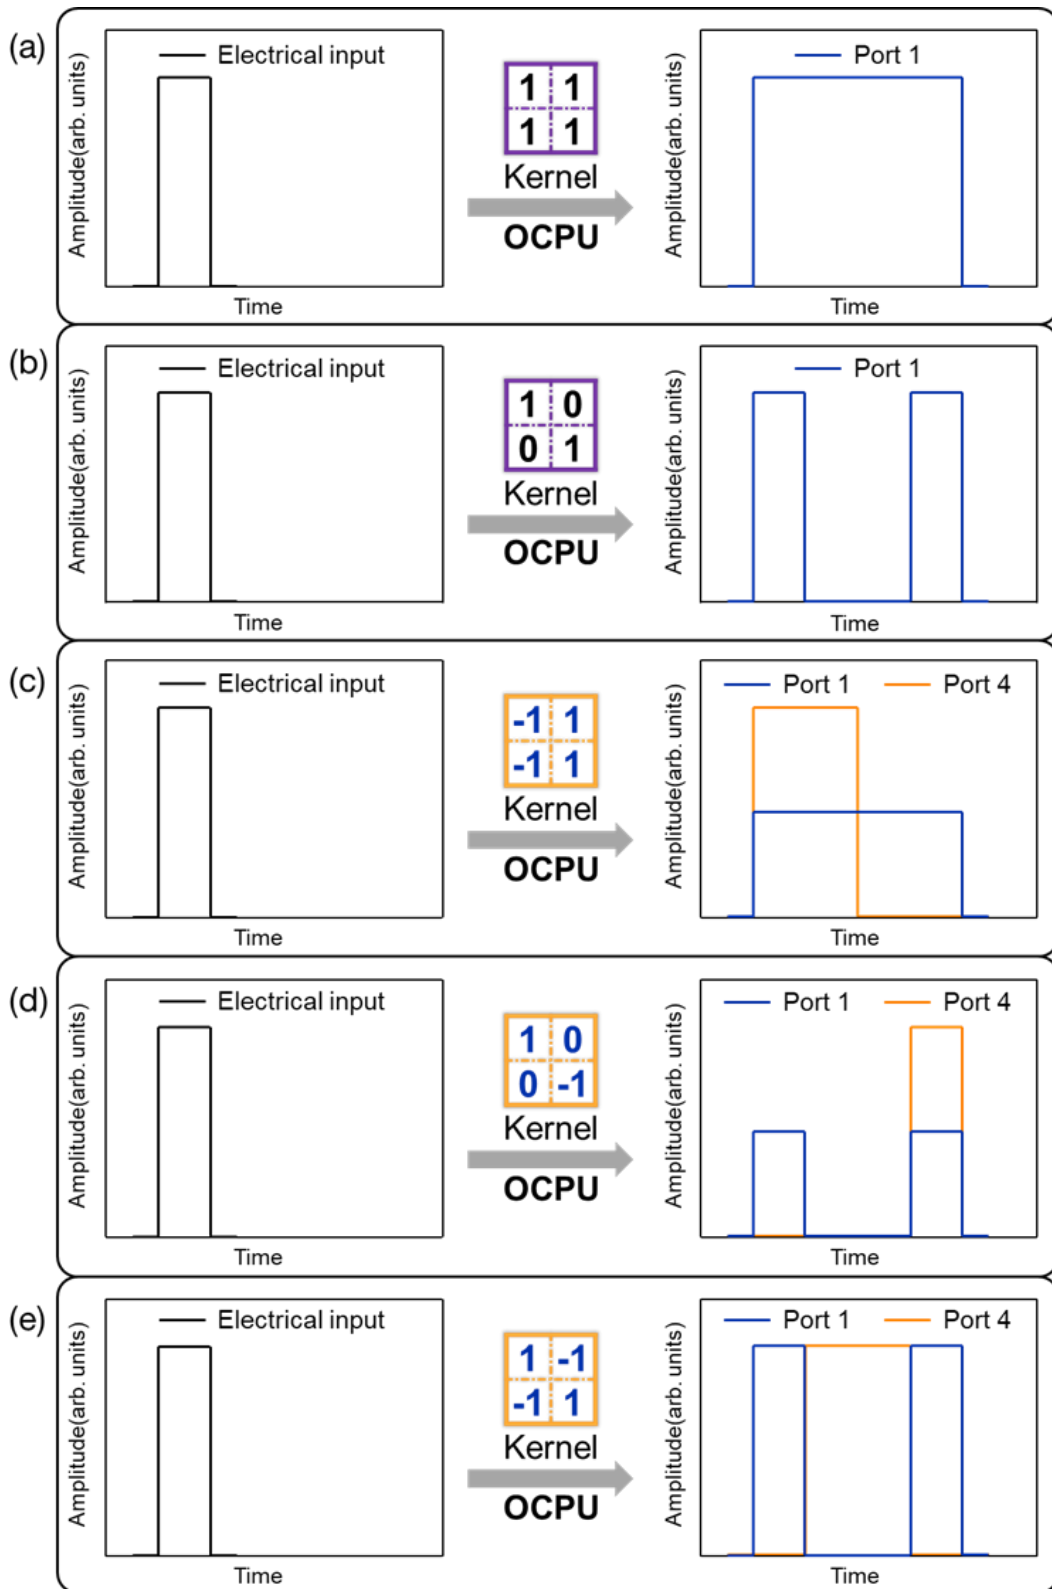 (a)
Amplitude(arb. units)
Electrical input
Time
1 1
1 1
Kernel
OCPU
Amplitude(arb. units)
Port 1
Time
(b)
Amplitude(arb. units)
Electrical input
Time
1 0
0 1
Kernel
OCPU
Amplitude(arb. units)
Port 1
Time
(c)
Amplitude(arb. units)
Electrical input
Time
-1 1
-1 1
Kernel
OCPU
Amplitude(arb. units)
Port 1 Port 4
Time
(d)
Amplitude(arb. units)
Electrical input
Time
1 0
0 -1
Kernel
OCPU
Amplitude(arb. units)
Port 1 Port 4
Time
(e)
Amplitude(arb. units)
Electrical input
Time
1 -1
-1 1
Kernel
OCPU
Amplitude(arb. units)
Port 1 Port 4
Time